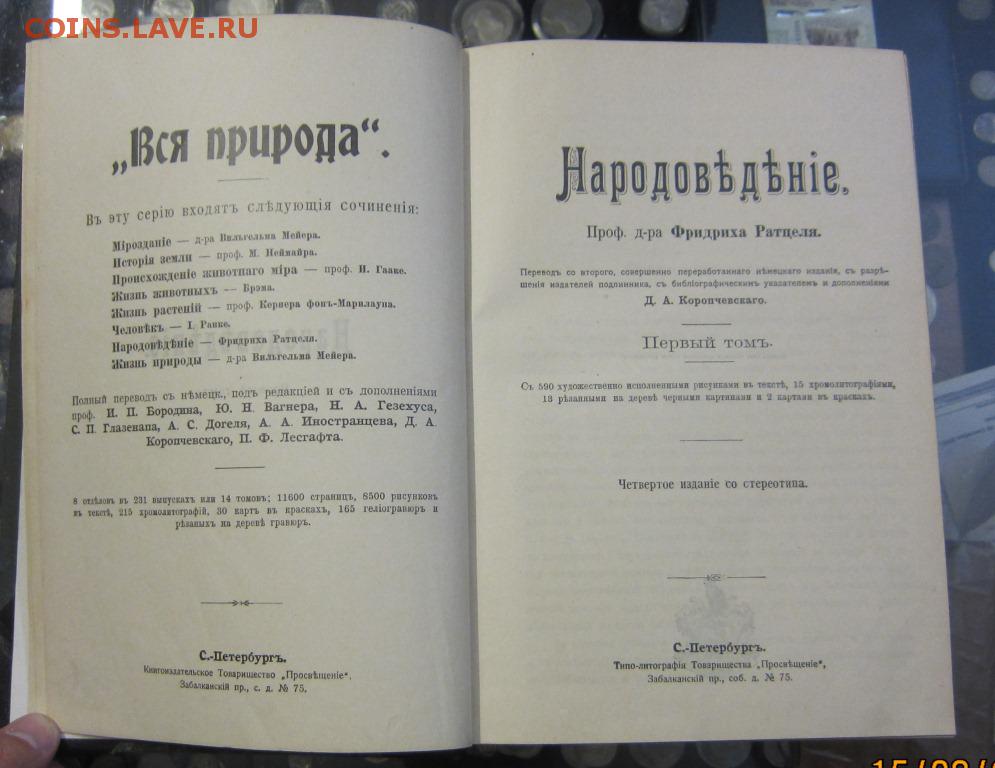 COINS.LAVE.RU
„Вся природа“.
Въ эту серію входятъ слѣдующія сочиненія:
Мірозданіе — д-ра Вильгельма Мейера.
Исторія земли — проф. М. Неймайра.
Происхожденіе животнаго міра — проф. И. Гааке.
Жизнь животныхъ — Брэма.
Жизнь растеній — проф. Кернера фонъ-Марилауна.
Человѣкъ — І. Ранке.
Народовѣдѣніе — Фридриха Ратцеля.
Жизнь природы — д-ра Вильгельма Мейера.
Полный переводъ съ нѣмецк., подъ редакціей и съ дополненіями
проф. И. П. Бородина, Ю. Н. Вагнера, Н. А. Гезехуса,
С. П. Глазенапа, А. С. Догеля, А. А. Иностранцева, Д. А.
Коропчевскаго, П. Ф. Лесгафта.
8 отдѣловъ въ 231 выпускахъ или 14 томовъ; 11600 страницъ, 8500 рисунковъ
въ текстѣ, 215 хромолитографій, 30 картъ въ краскахъ, 165 геліогравюръ и
рѣзаныхъ на деревѣ гравюръ.
С.-Петербургъ.
Книгоиздательское Товарищество „Просвѣщеніе“,
Забалканскій пр., с. д. № 75.
Народовѣдѣніе.
Проф. д-ра Фридриха Ратцеля.
Переводъ со второго, совершенно переработаннаго нѣмецкаго изданія, съ разрѣ-
шенія издателей подлинника, съ библіографическимъ указателемъ и дополненіями
Д. А. Коропчевскаго.
Первый томъ.
Съ 590 художественно исполненными рисунками въ текстѣ, 15 хромолитографіями,
13 рѣзанными на деревѣ черными картинами и 2 картами въ краскахъ.
Четвертое изданіе со стереотипа.
С.-Петербургъ.
Типо-литографія Товарищества „Просвѣщеніе“,
Забалканскій пр., соб. д. № 75.